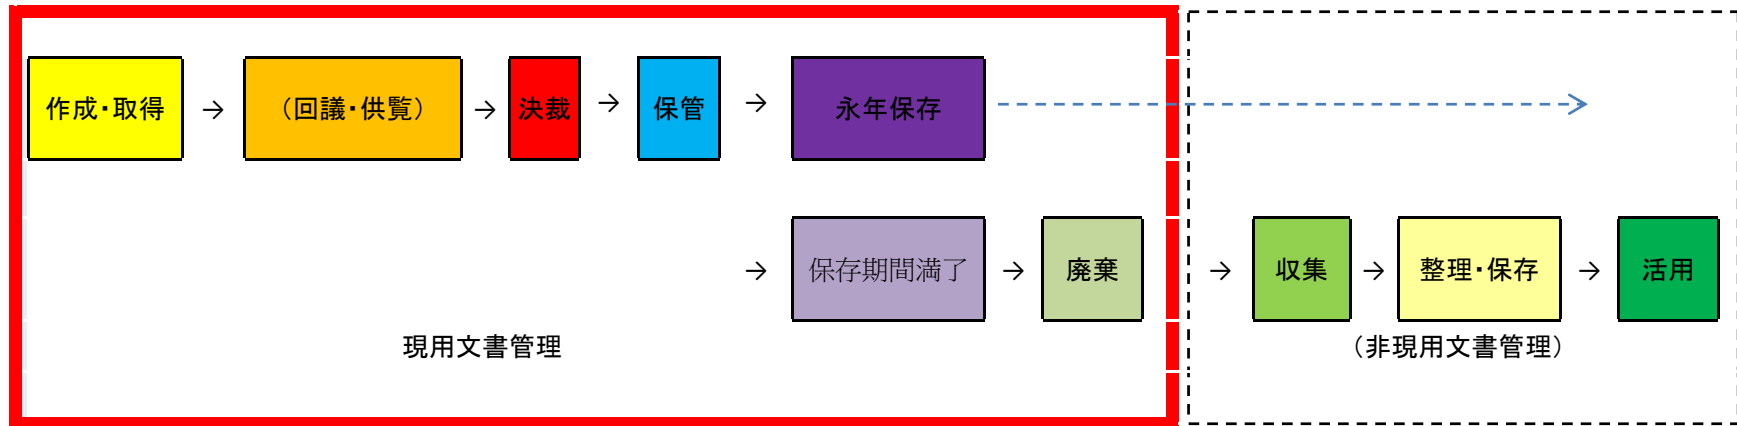 作成・取得 → （回議・供覧） → 決裁 → 保管 → 永年保存
→ 保存期間満了 → 廃棄 → 収集 → 整理・保存 → 活用
現用文書管理 （非現用文書管理）